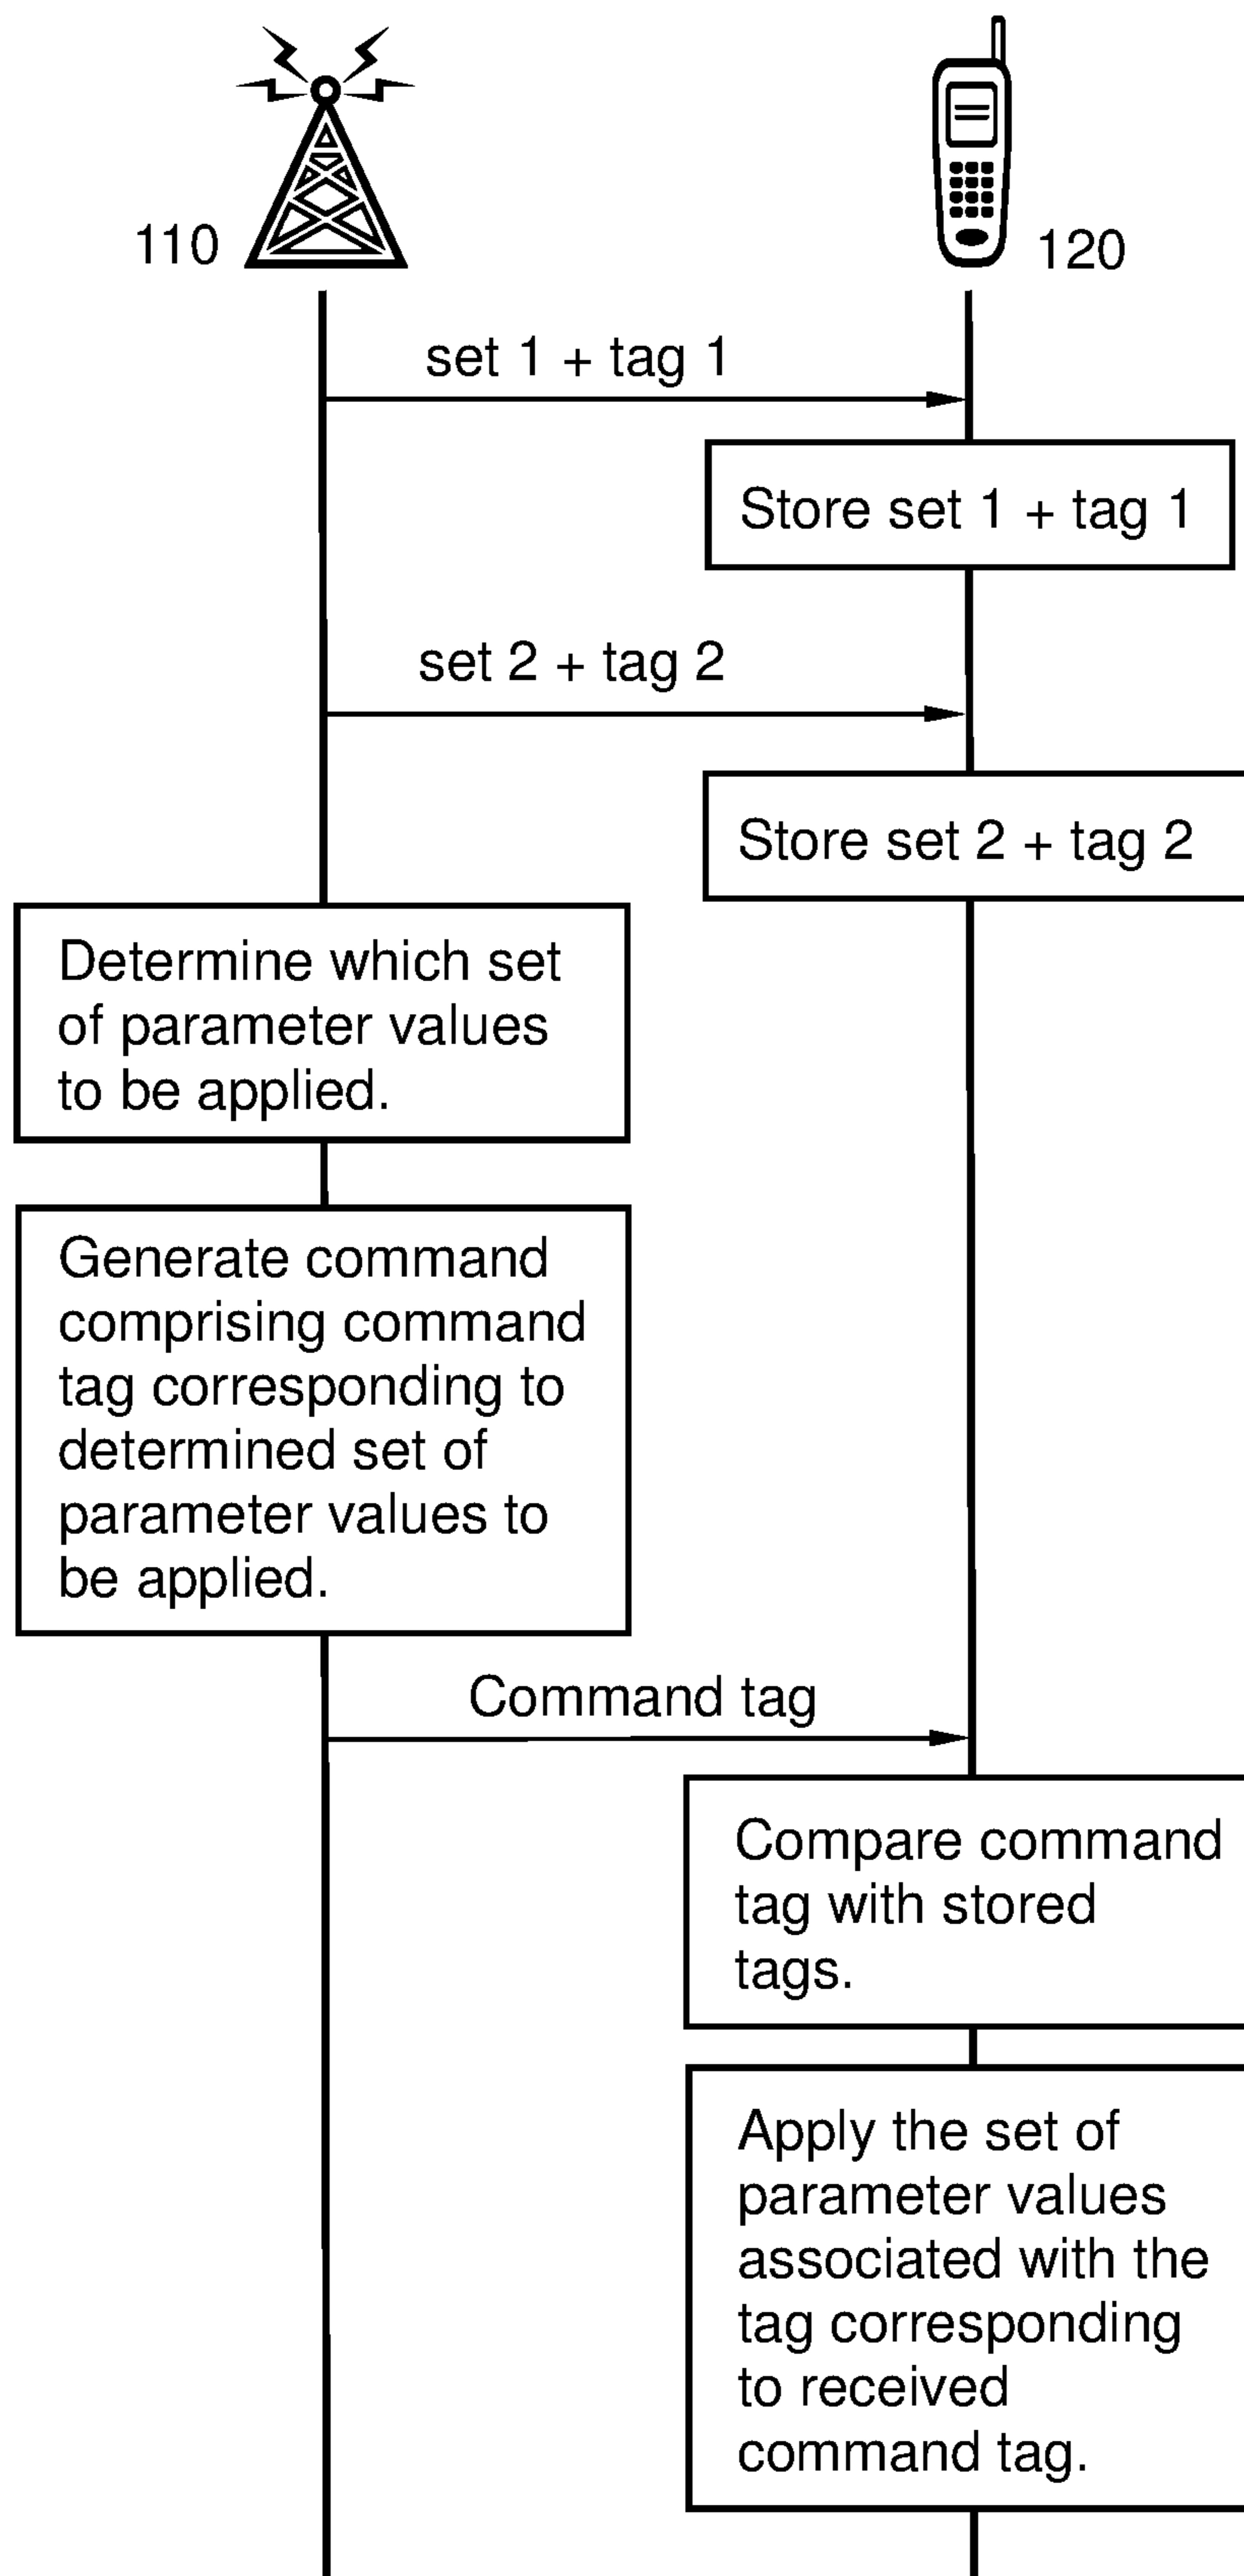 110
120
set 1 + tag 1
Store set 1 + tag 1
set 2 + tag 2
Store set 2 + tag 2
Determine which set
of parameter values
to be applied.
Generate command
comprising command
tag corresponding to
determined set of
parameter values to
be applied.
Command tag
Compare command
tag with stored
tags.
Apply the set of
parameter values
associated with the
tag corresponding
to received
command tag.